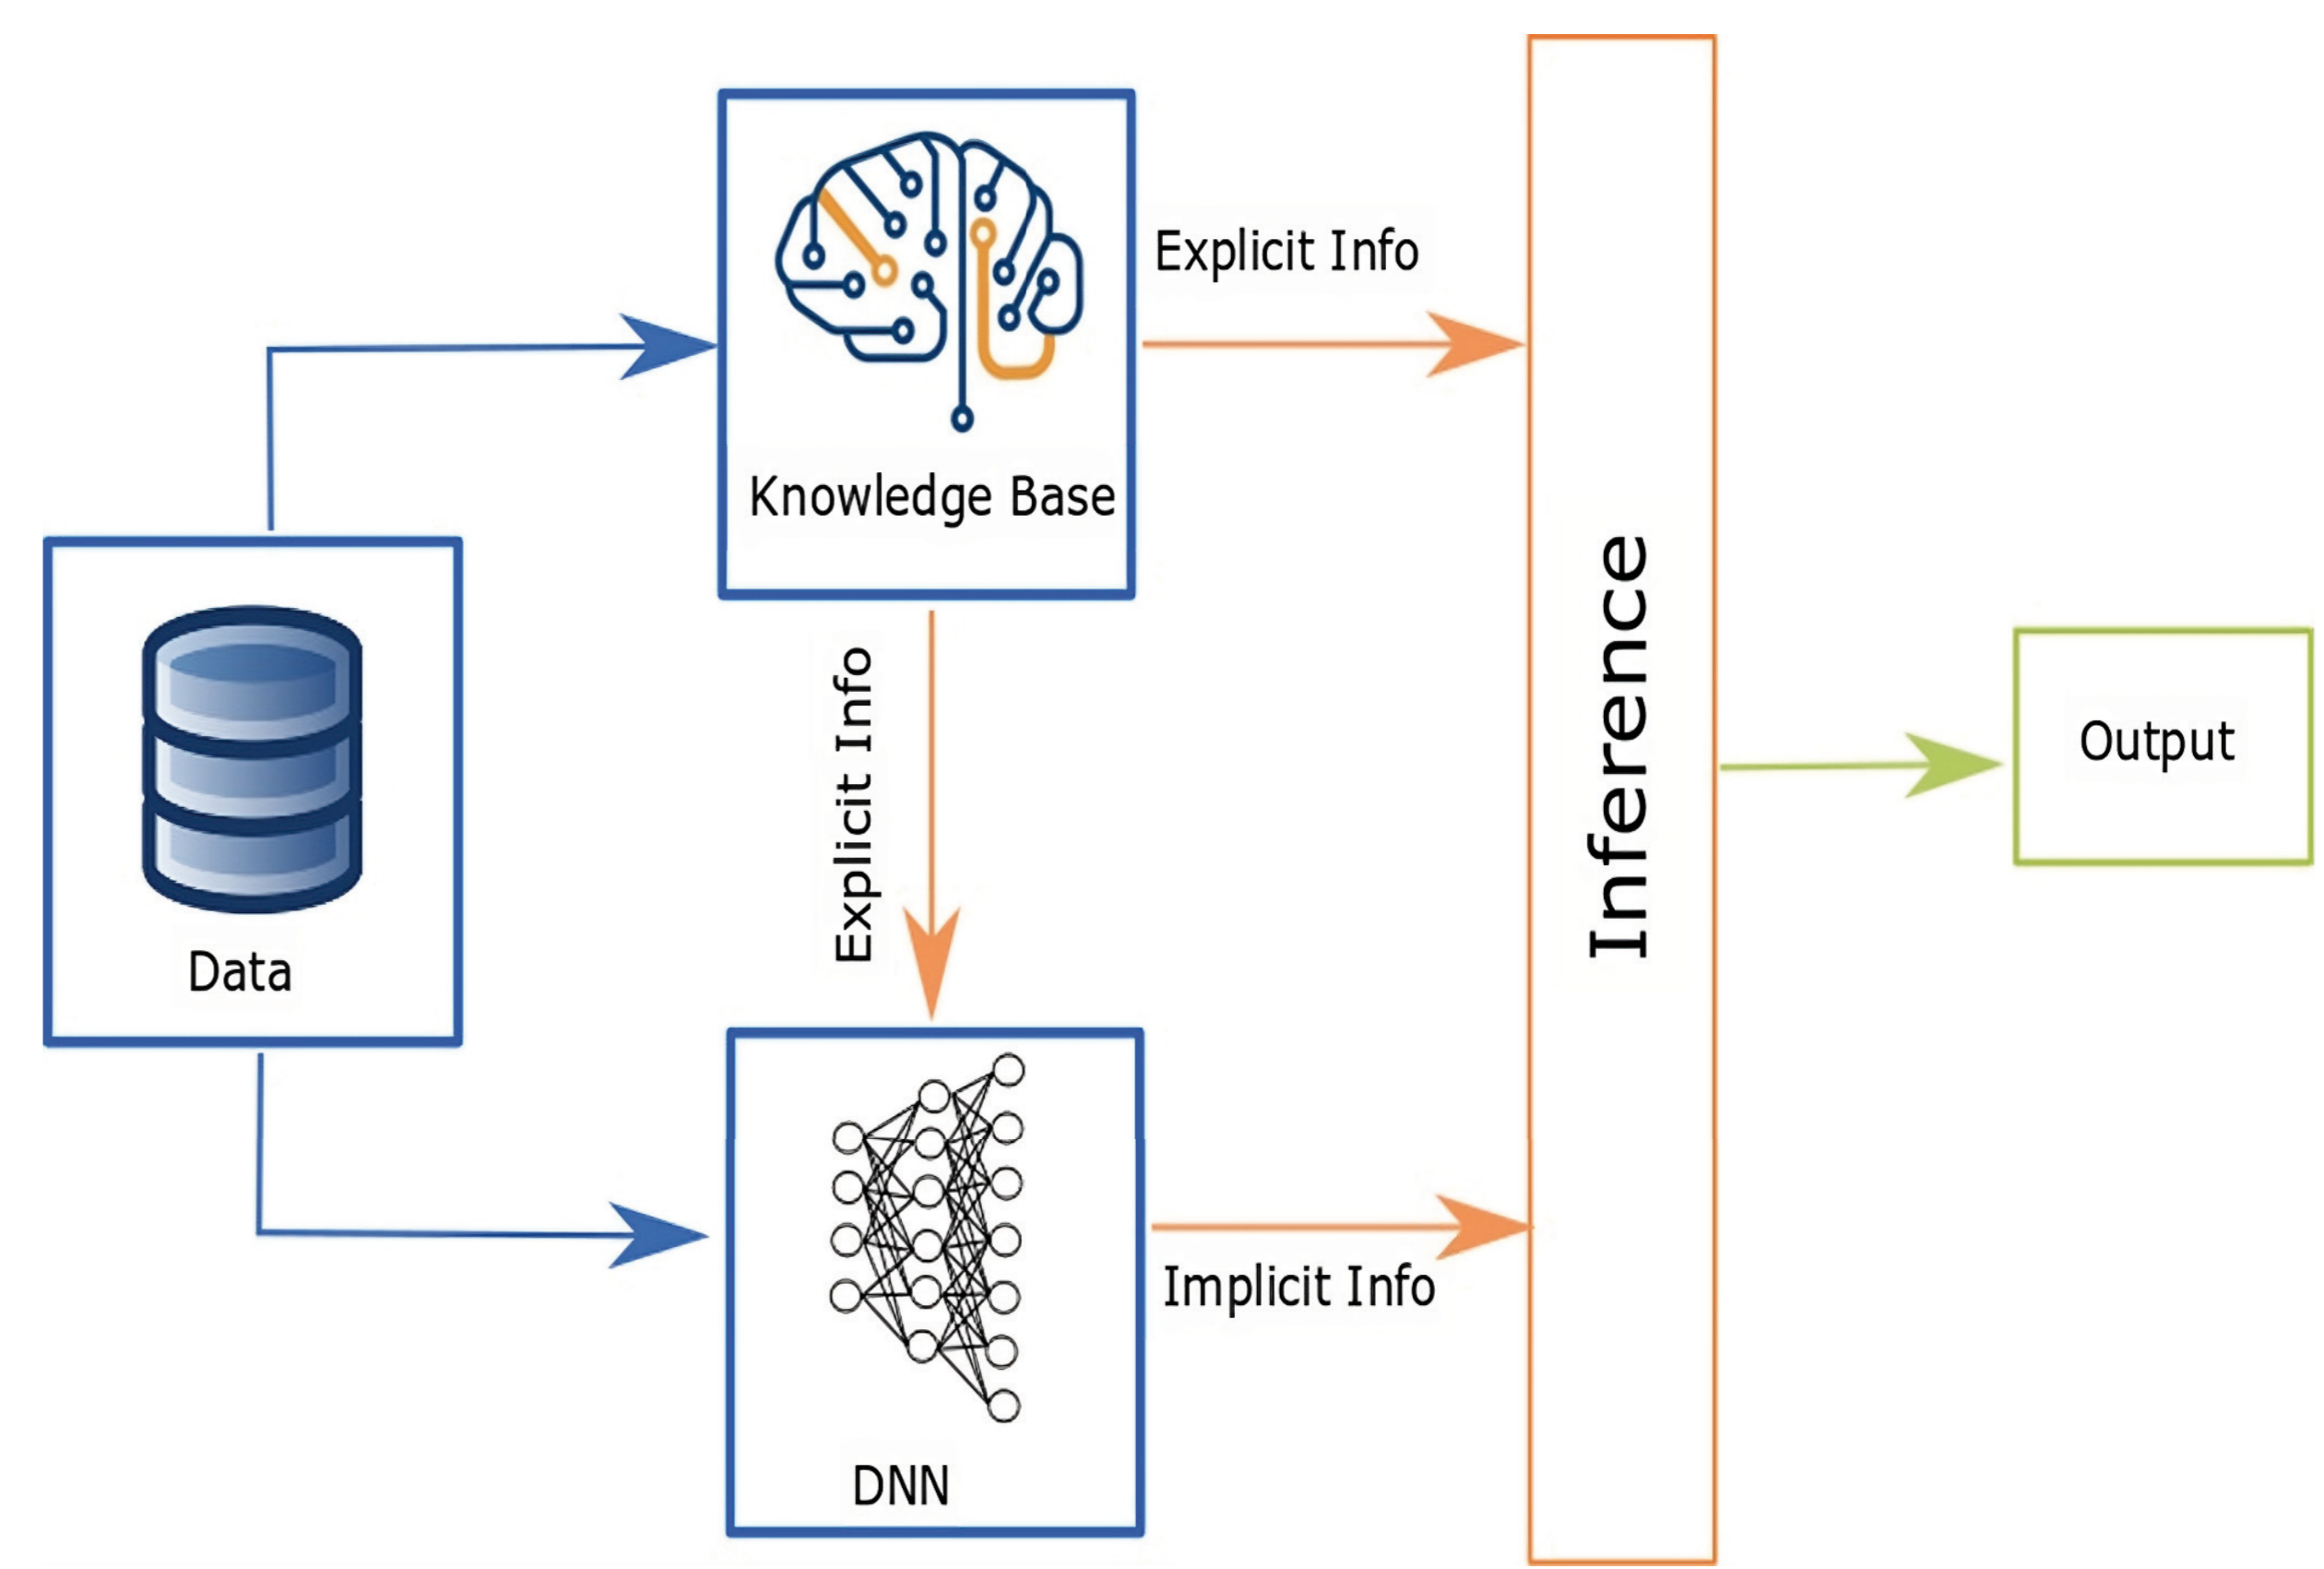 Explicit Info
Knowledge Base
Explicit Info
Inference
Output
Data
Implicit Info
DNN